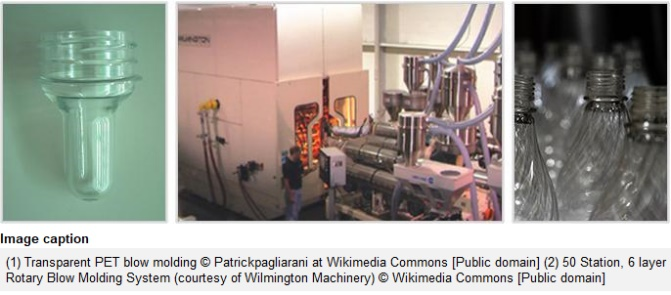 Image caption
(1) Transparent PET blow molding © Patrickpagliarani at Wikimedia Commons [Public domain] (2) 50 Station, 6 layer
Rotary Blow Molding System (courtesy of Wilmington Machinery) © Wikimedia Commons [Public domain]